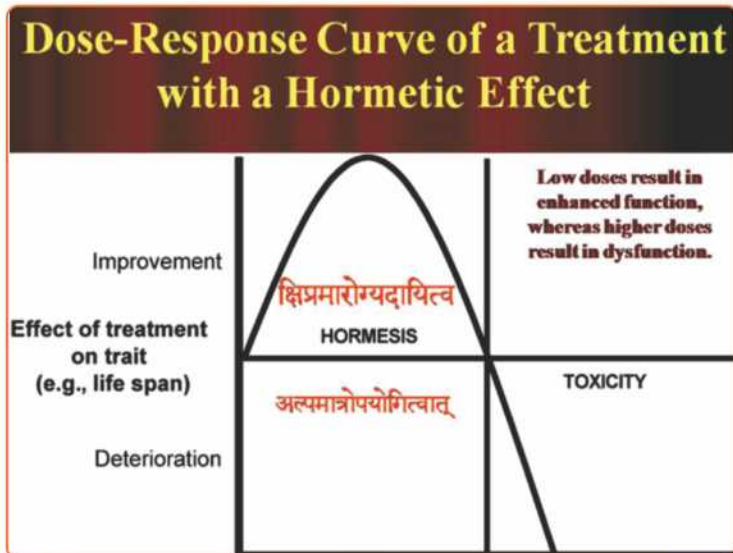 Dose-Response Curve of a Treatment
with a Hormetic Effect
Low doses result in
enhanced function,
whereas higher doses
result in dysfunction.
Improvement
क्षिप्रमारोग्यदायित्व
HORMESIS
Effect of treatment
on trait
(e.g., life span)
TOXICITY
अल्पमात्रोपयोगित्वात्
Deterioration